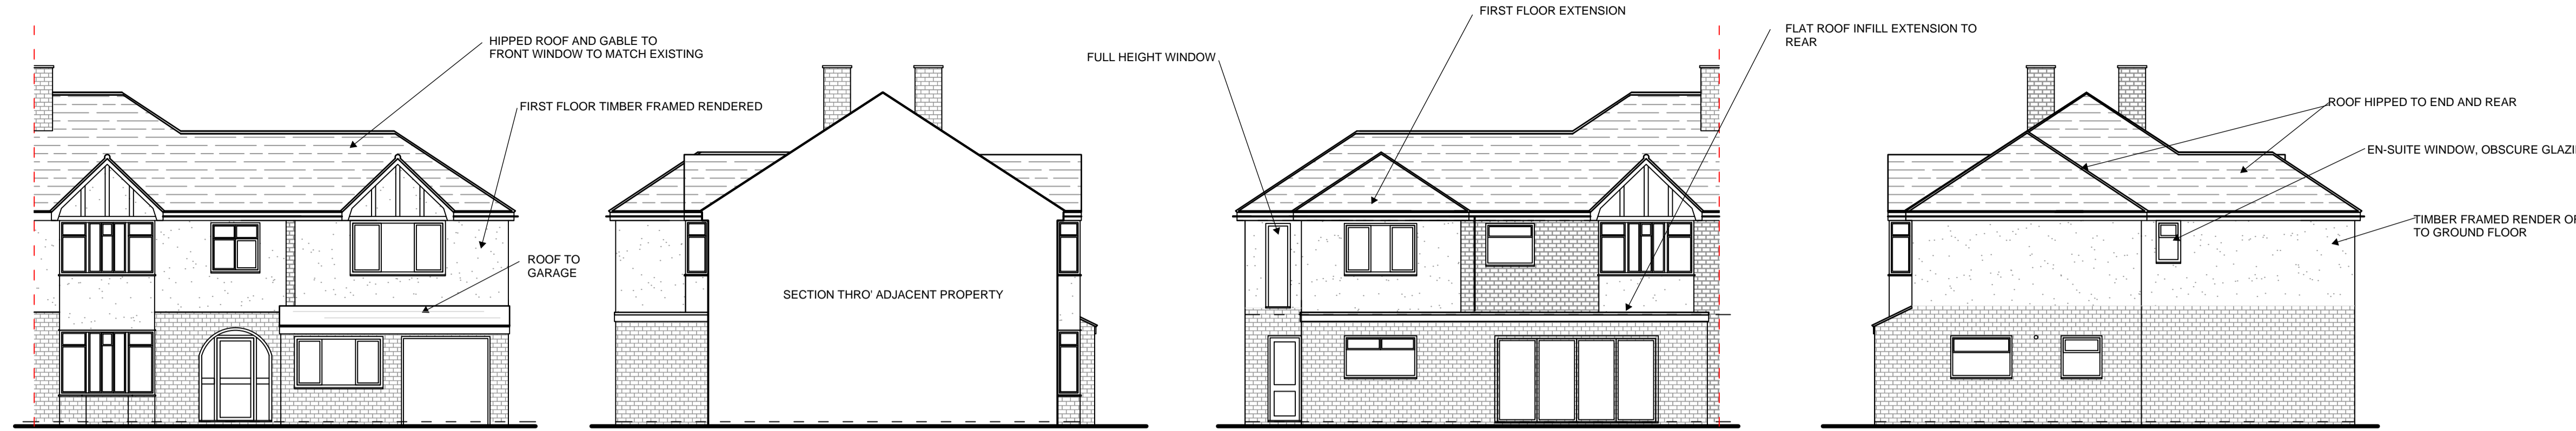 HIPPED ROOF AND GABLE TO
FRONT WINDOW TO MATCH EXISTING
FIRST FLOOR TIMBER FRAMED RENDERED
ROOF TO
GARAGE
SECTION THRO' ADJACENT PROPERTY
FULL HEIGHT WINDOW
FIRST FLOOR EXTENSION
FLAT ROOF INFILL EXTENSION TO
REAR
ROOF HIPPED TO END AND REAR
EN-SUITE WINDOW, OBSCURE
TIMBER FRAMED RENDER
TO GROUND FLOOR